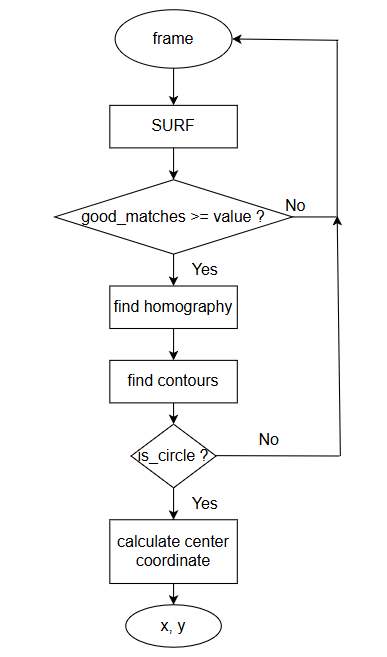 frame
SURF
good_matches >= value ?
No
Yes
find homography
find contours
is_circle ?
No
Yes
calculate center
coordinate
x, y